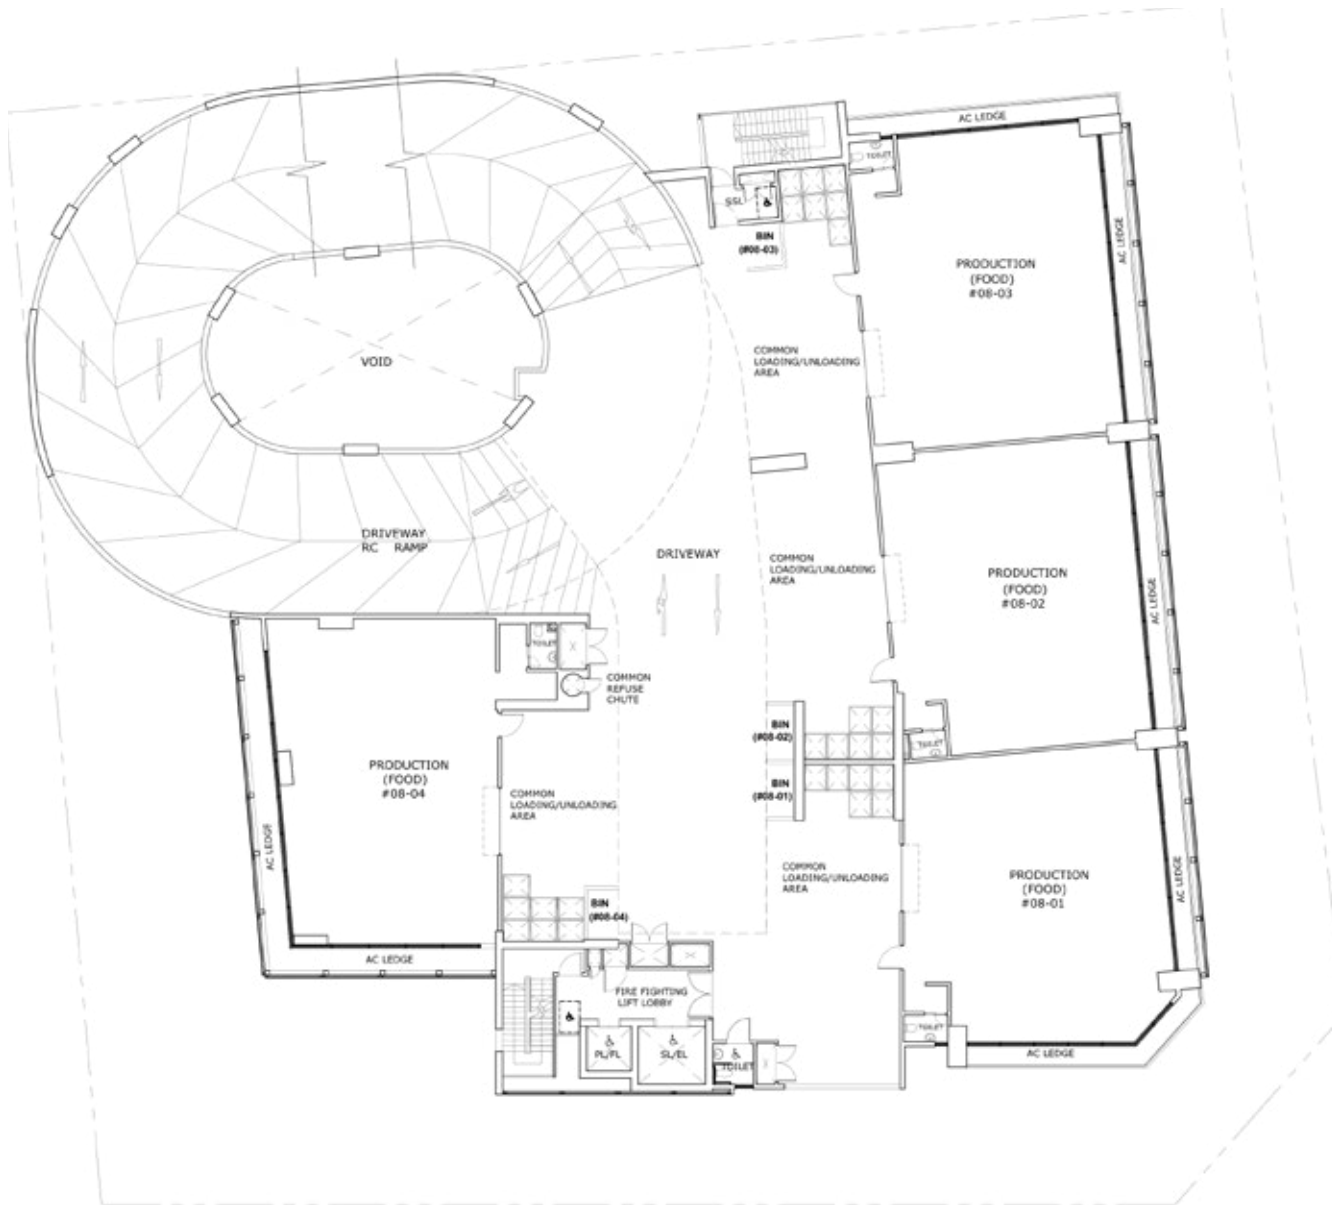 AC LEDGE
TOILET
SSL
BIN
(#08-03)
AC LEDGE
PRODUCTION
(FOOD)
#08-03
COMMON
LOADING/UNLOADING
AREA
VOID
DRIVEWAY
RC RAMP
DRIVEWAY
COMMON
LOADING/UNLOADING
AREA
PRODUCTION
(FOOD)
#08-02
AC LEDGE
TOILET
COMMON
REFUSE
CHUTE
BIN
(#08-02)
TOILET
PRODUCTION
(FOOD)
#08-04
BIN
(#08-01)
COMMON
LOADING/UNLOADING
AREA
AC LEDGE
COMMON
LOADING/UNLOADING
AREA
PRODUCTION
(FOOD)
#08-01
AC LEDGE
BIN
(#08-04)
AC LEDGE
FIRE FIGHTING
LIFT LOBBY
TOILET
PL/FL
SL/EL
TOILET
AC LEDGE